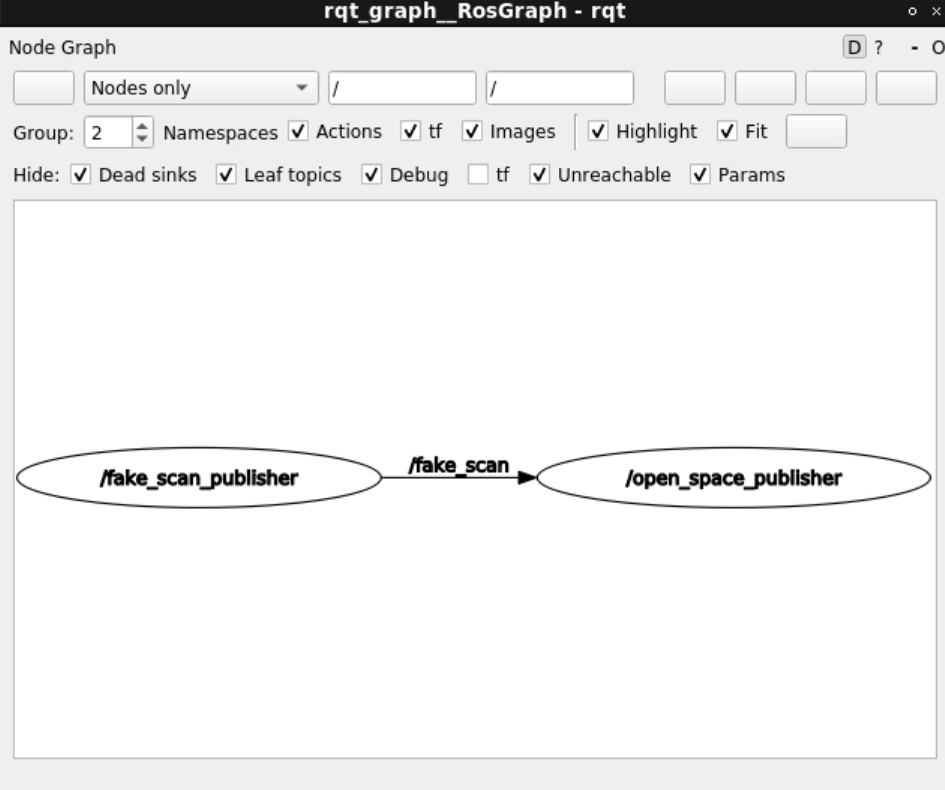 rqt_graph__RosGraph - rqt
Node Graph D ? - O
Nodes only / /
Group: 2 Namespaces Actions tf Images Highlight Fit
Hide: Dead sinks Leaf topics Debug tf Unreachable Params
/fake_scan_publisher /fake_scan /open_space_publisher